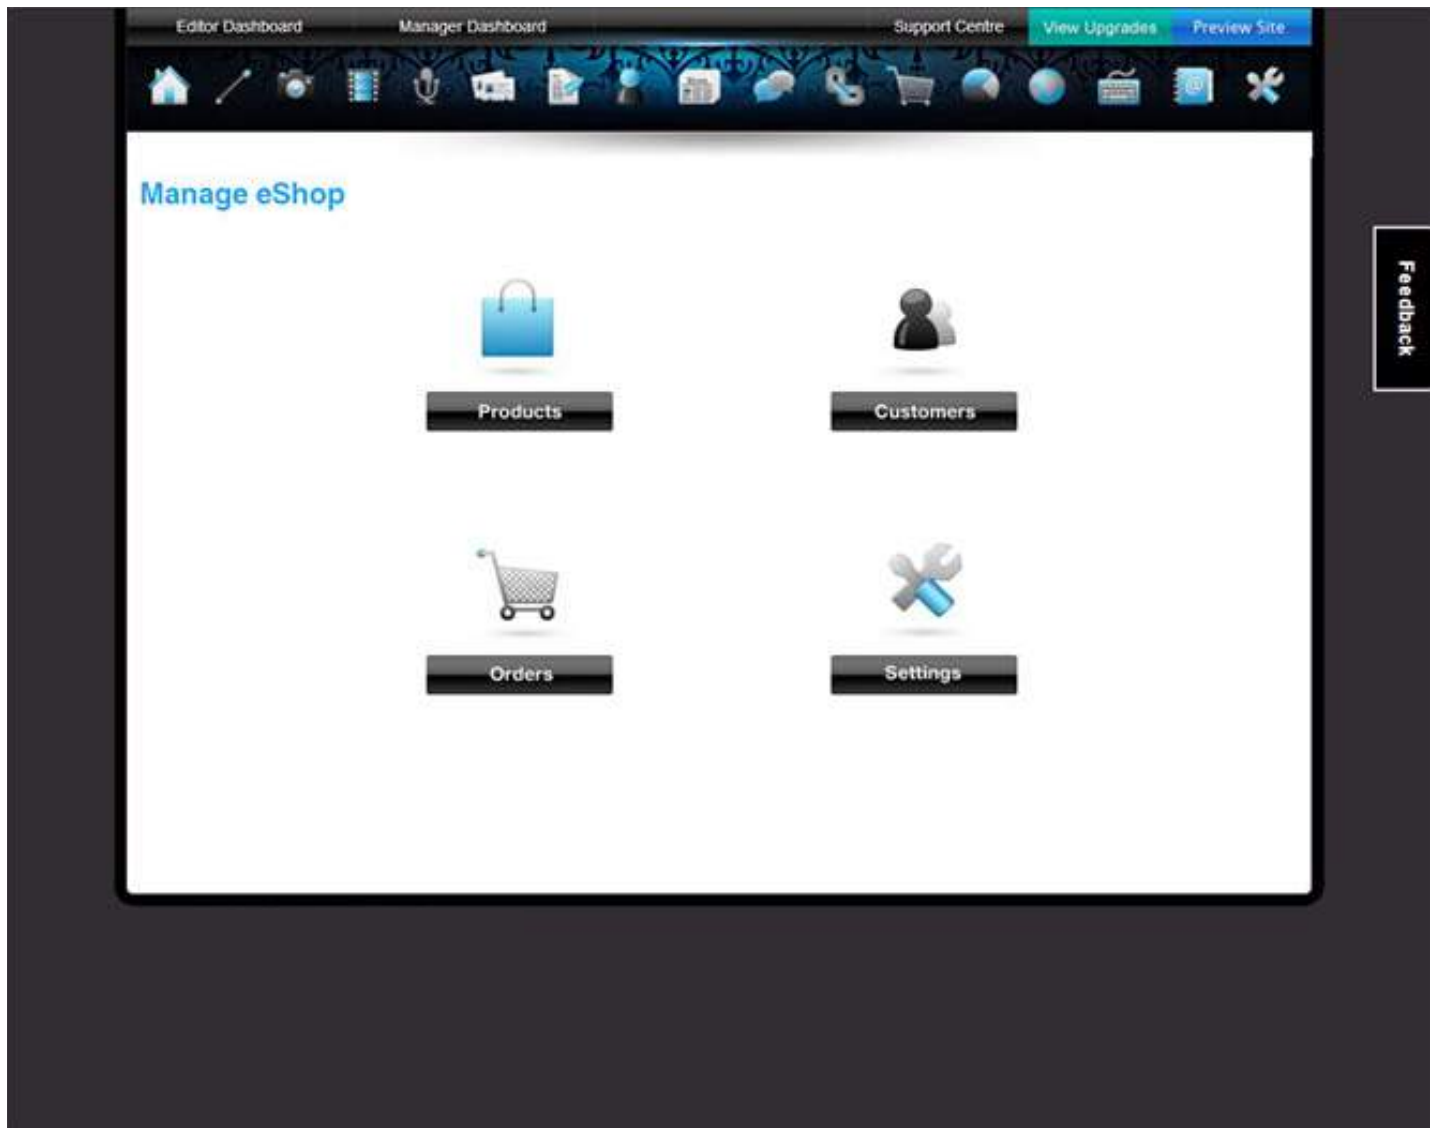 Editor Dashboard Manager Dashboard Support Centre View Upgrades Preview Site
Manage eShop
Feedback
Products Customers
Orders Settings